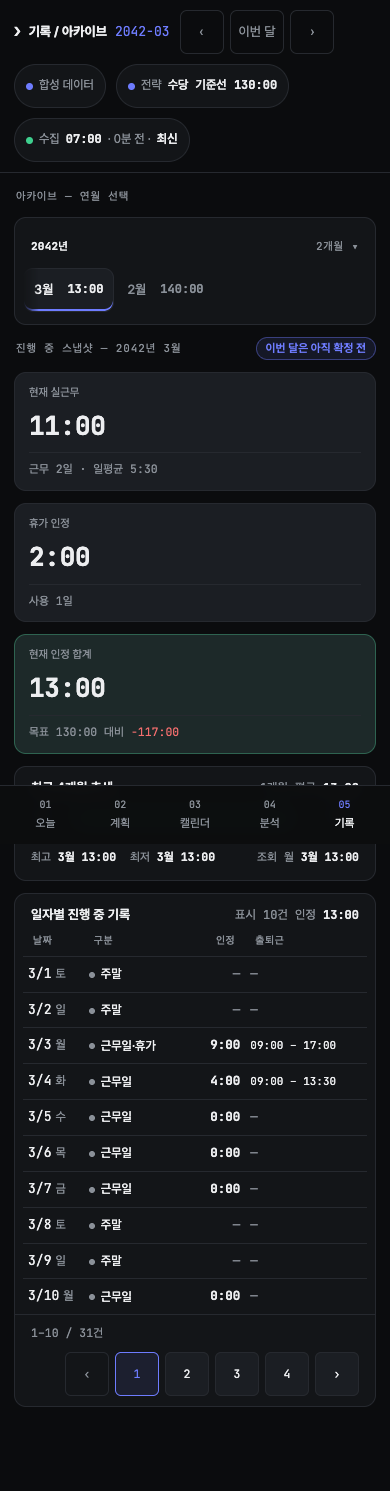 › 기록 / 아카이브 2042-03 ‹ 이번 달 ›
합성 데이터 전략 수당 기준선 130:00
수집 07:00 · 0분 전 · 최신
아카이브 — 연월 선택
2042년 2개월 ▾
3월 13:00 2월 140:00
진행 중 스냅샷 — 2042년 3월 이번 달은 아직 확정 전
현재 실근무
11:00
근무 2일 · 일평균 5:30
휴가 인정
2:00
사용 1일
현재 인정 합계
13:00
목표 130:00 대비 -117:00
01 02 03 04 05
오늘 계획 캘린더 분석 기록
최고 3월 13:00 최저 3월 13:00 조회 월 3월 13:00
일자별 진행 중 기록 표시 10건 인정 13:00
날짜 구분 인정 출퇴근
3/1 토 주말 — —
3/2 일 주말 — —
3/3 월 근무일·휴가 9:00 09:00 – 17:00
3/4 화 근무일 4:00 09:00 – 13:30
3/5 수 근무일 0:00 —
3/6 목 근무일 0:00 —
3/7 금 근무일 0:00 —
3/8 토 주말 — —
3/9 일 주말 — —
3/10 월 근무일 0:00 —
1–10 / 31건
‹ 1 2 3 4 ›